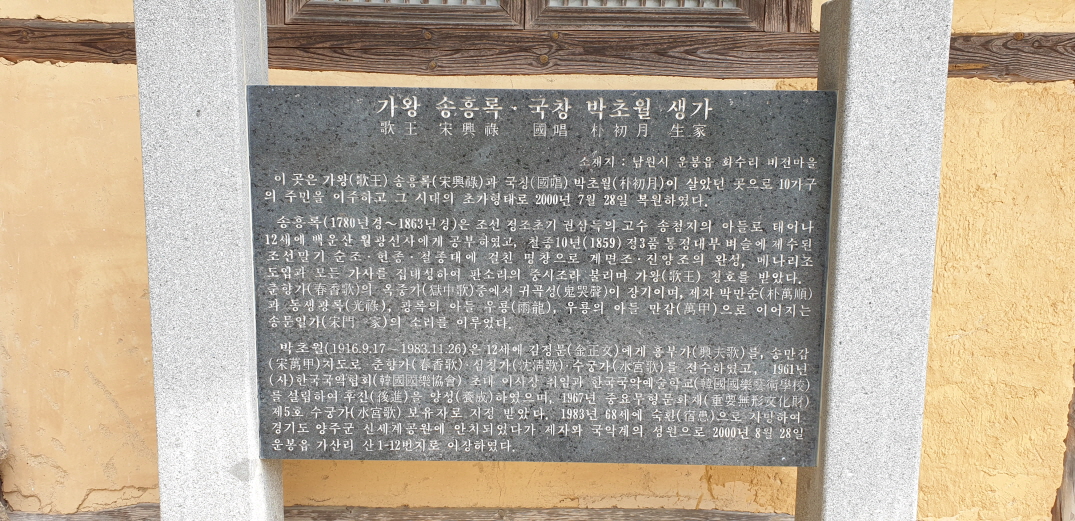 가왕 송흥록·국창 박초월 생가
歌王 宋興祿 國唱 朴初月 生家
소재지 : 남원시 운봉읍 화수리 비전마을
이 곳은 가왕(歌王) 송흥록(宋興祿)과 국창(國唱) 박초월(朴初月)이 살았던 곳으로 10가구
의 주민을 이주하고 그 시대의 초가형태로 2000년 7월 28일 복원하였다.
송흥록(1780년경~1863년경)은 조선 정조초기 권삼득의 고수 송첨지의 아들로 태어나
12세에 백운산 월광선사에게 공부하였고, 철종10년(1859) 정3품 통정대부 벼슬에 제수된
조선말기 순조·헌종·철종대에 걸친 명창으로 계면조·진양조의 완성, 메나리조
도입과 모든 가사를 집대성하여 판소리의 중시조라 불리며 가왕(歌王) 칭호를 받았다.
춘향가(春香歌)의 옥중가(獄中歌)중에서 귀곡성(鬼哭聲)이 장기이며, 제자 박만순(朴萬順)
과 동생광록(光祿), 광록의 아들 우룡(雨龍), 우룡의 아들 만갑(萬甲)으로 이어지는
송문일가(宋門一家)의 소리를 이루었다.
박초월(1916.9.17~1983.11.26)은 12세에 김정문(金正文)에게 흥부가(興夫歌)를, 송만갑
(宋萬甲)지도로 춘향가(春香歌)·심청가(沈淸歌)·수궁가(水宮歌)를 전수하였고, 1961년
(사)한국국악협회(韓國國樂協會) 초대 이사장 취임과 한국국악예술학교(韓國國樂藝術學校)
를 설립하여 후진(後進)을 양성(養成)하였으며, 1967년 중요무형문화재(重要無形文化財)
제5호 수궁가(水宮歌) 보유자로 지정 받았다. 1983년 68세에 숙환(宿患)으로 사망하여
경기도 양주군 신세계공원에 안치되었다가 제자와 국악계의 성원으로 2000년 8월 28일
운봉읍 가산리 산1-12번지로 이장하였다.